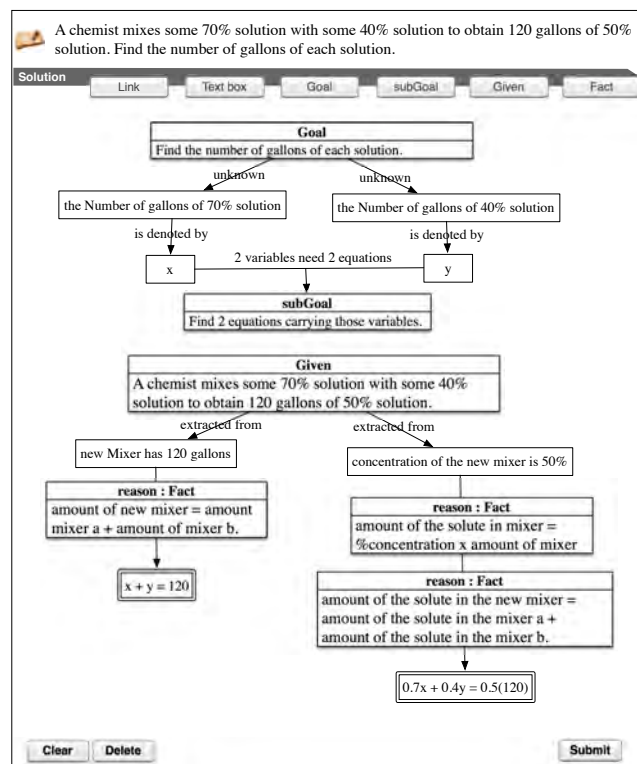 A chemist mixes some 70% solution with some 40% solution to obtain 120 gallons of 50%
solution. Find the number of gallons of each solution.
Solution
Link
Text box
Goal
subGoal
Given
Fact
Goal
Find the number of gallons of each solution.
unknown
unknown
the Number of gallons of 70% solution
the Number of gallons of 40% solution
is denoted by
is denoted by
x
2 variables need 2 equations
y
subGoal
Find 2 equations carrying those variables.
Given
A chemist mixes some 70% solution with some 40%
solution to obtain 120 gallons of 50% solution.
extracted from
extracted from
new Mixer has 120 gallons
concentration of the new mixer is 50%
reason : Fact
amount of new mixer = amount
mixer a + amount of mixer b.
reason : Fact
amount of the solute in mixer =
%concentration x amount of mixer
x + y = 120
reason : Fact
amount of the solute in the new mixer =
amount of the solute in the mixer a +
amount of the solute in the mixer b.
0.7x + 0.4y = 0.5(120)
Clear
Delete
Submit